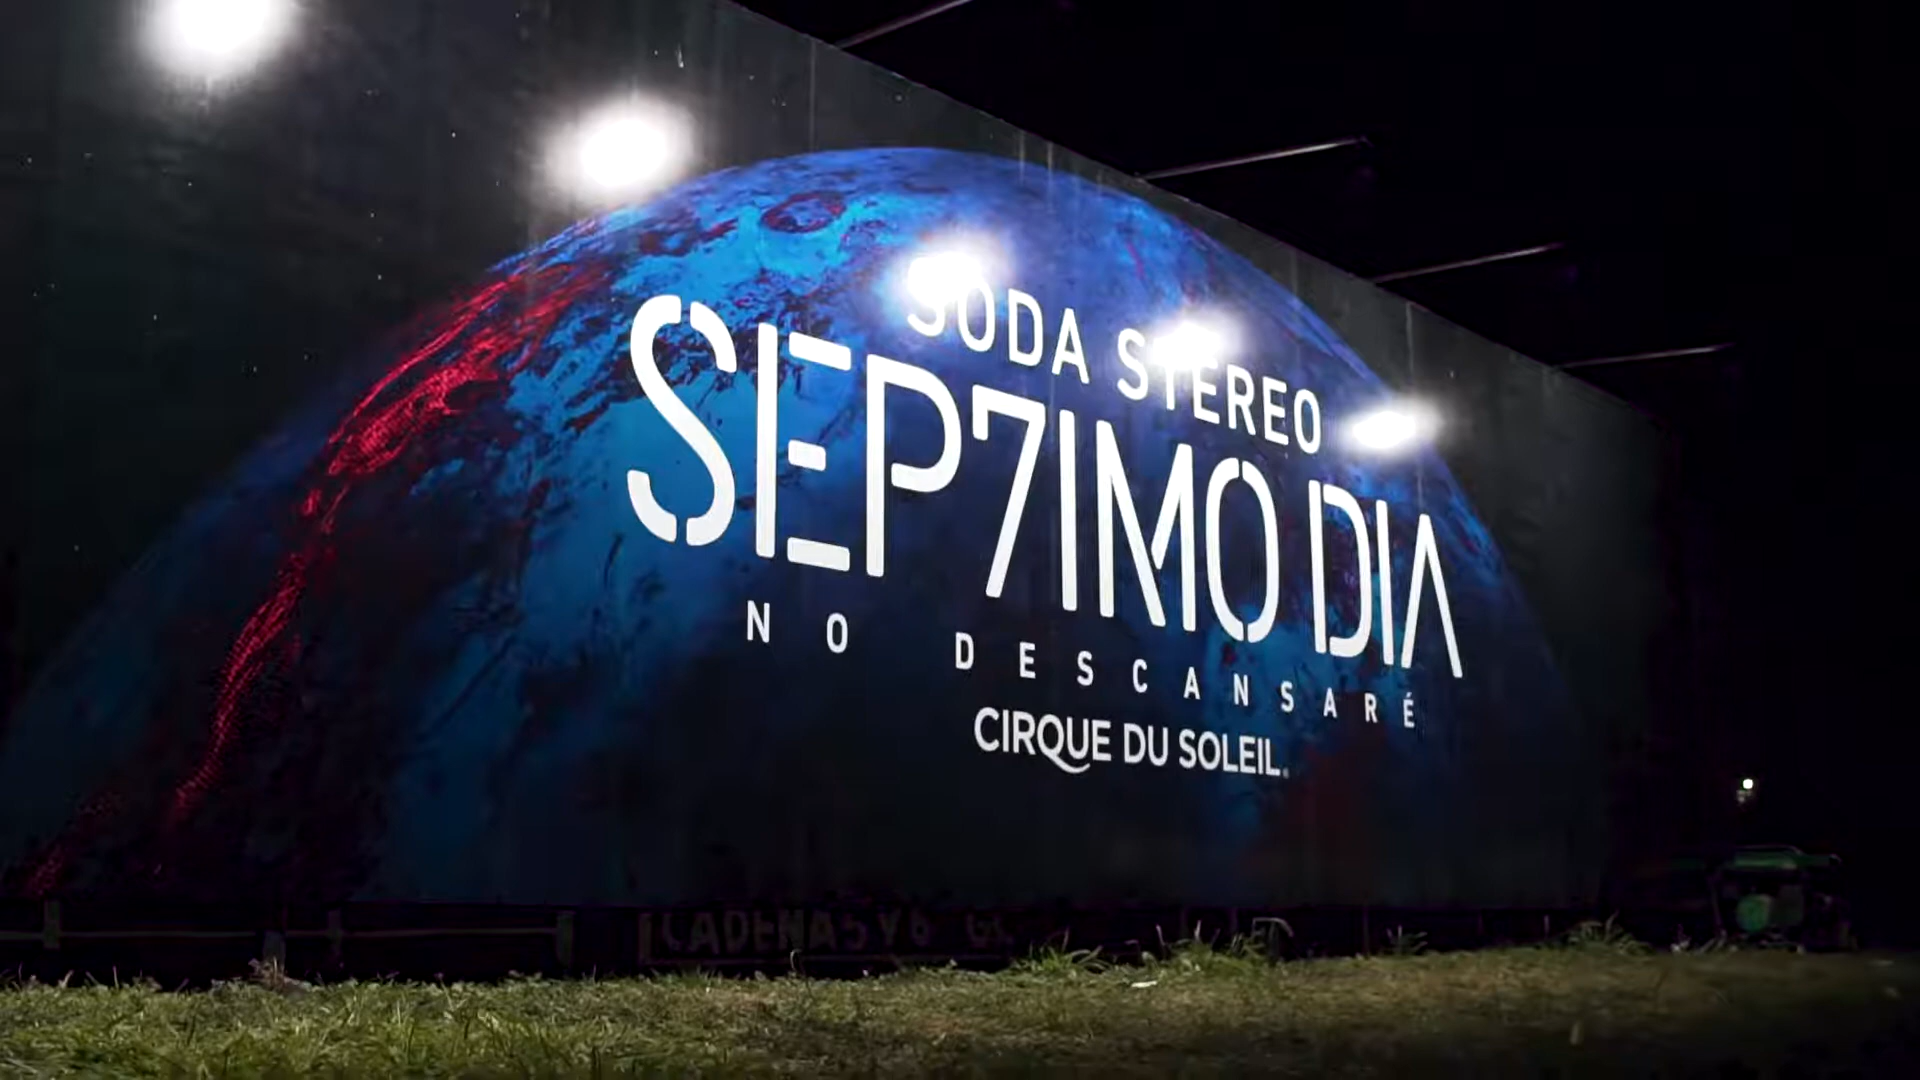 SODA STEREO
SEP7IMO DIA
NO DESCANSARÉ
CIRQUE DU SOLEIL